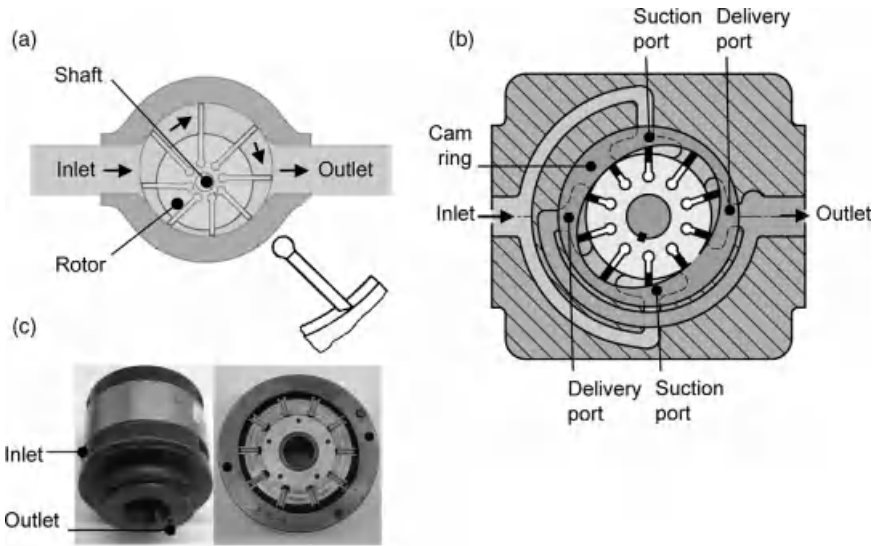 (a)
Shaft
Inlet
Outlet
Rotor
(b)
Suction
port
Delivery
port
Cam
ring
Inlet
Outlet
Delivery
port
Suction
port
(c)
Inlet
Outlet